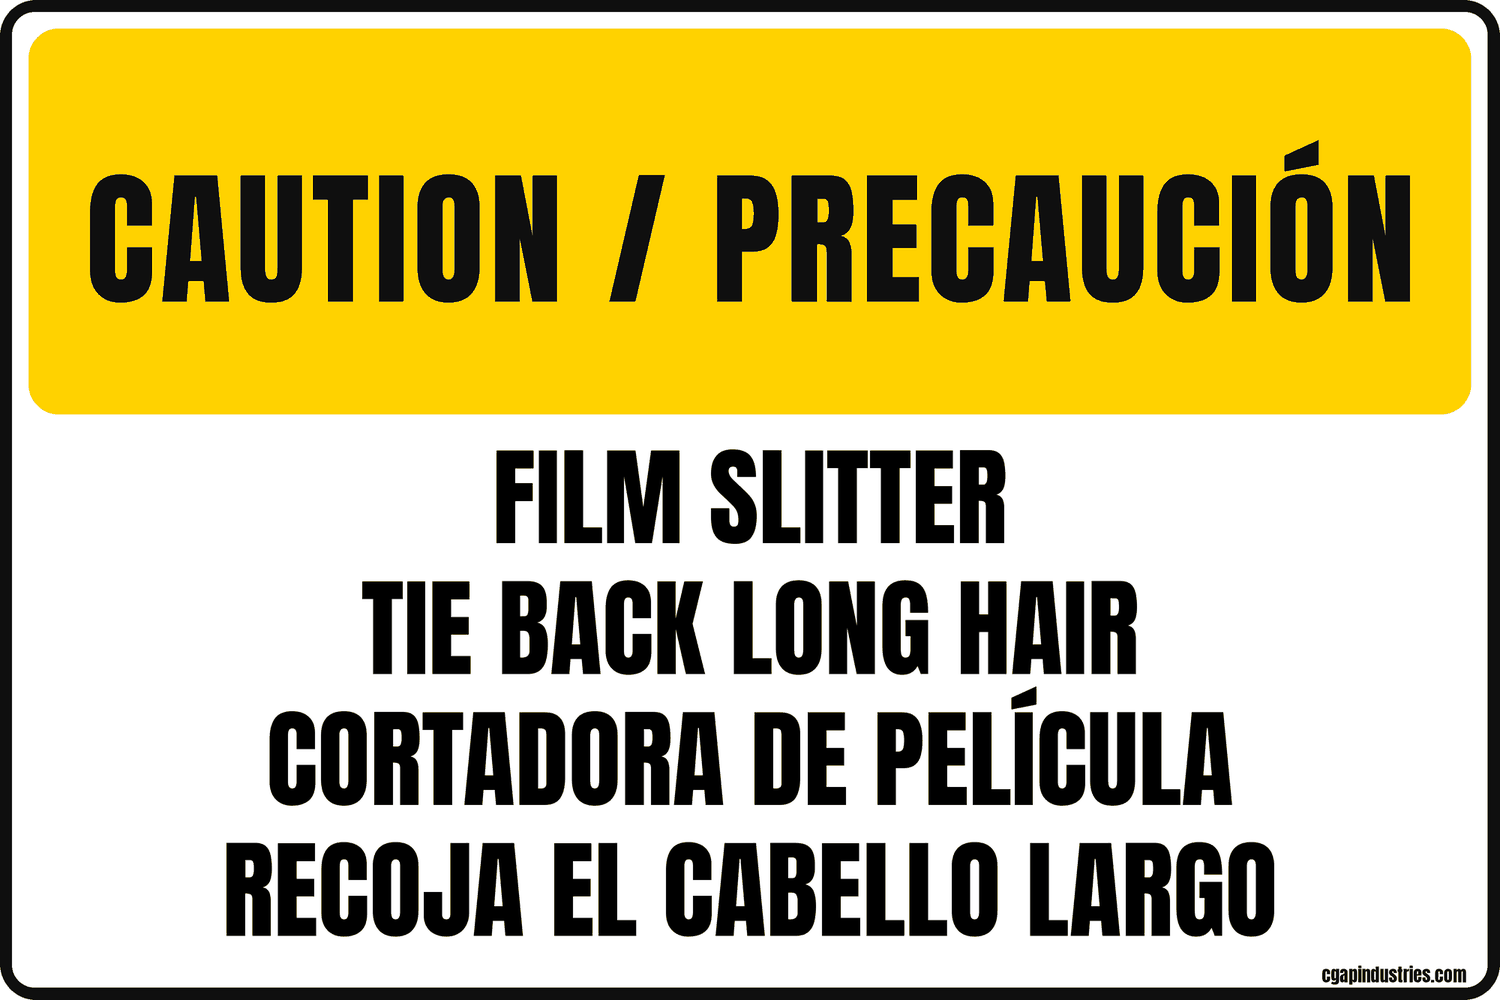 CAUTION / PRECAUCIÓN
FILM SLITTER
TIE BACK LONG HAIR
CORTADORA DE PELÍCULA
RECOJA EL CABELLO LARGO
cgapindustries.com